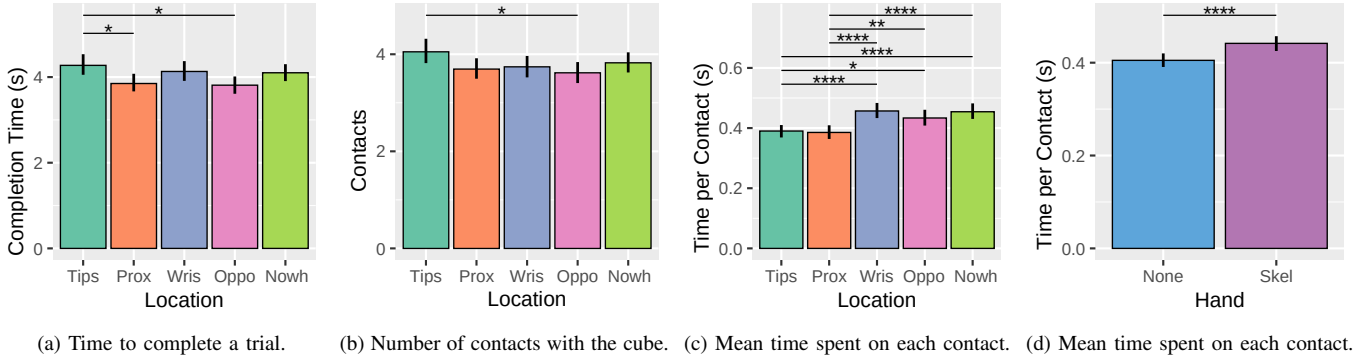 *
*
Completion Time (s)
4
2
0
Tips Prox Wris Oppo Nowh
Location
(a) Time to complete a trial.
*
Contacts
4
2
0
Tips Prox Wris Oppo Nowh
Location
(b) Number of contacts with the cube.
****
**
****
****
*
****
Time per Contact (s)
0.6
0.4
0.2
0.0
Tips Prox Wris Oppo Nowh
Location
(c) Mean time spent on each contact.
****
Time per Contact (s)
0.4
0.2
0.0
None Skel
Hand
(d) Mean time spent on each contact.